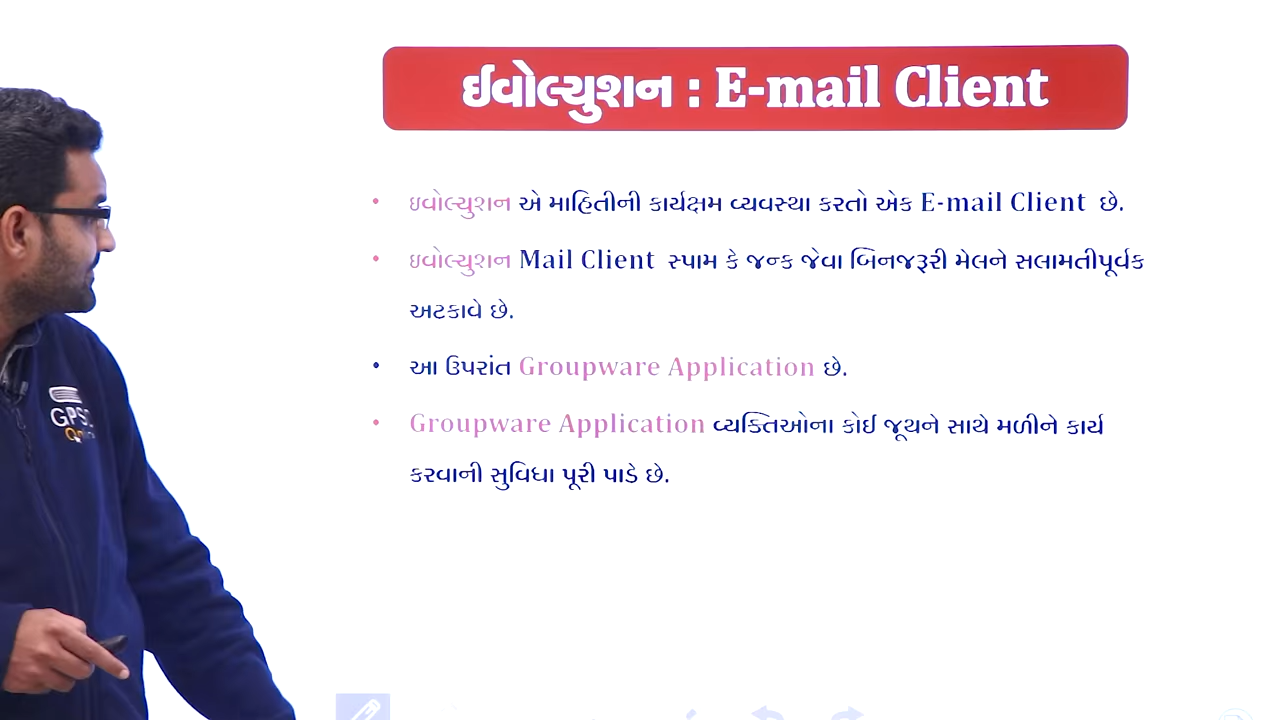 ઈવોલ્યુશન : E-mail Client
• ઇવોલ્યુશન એ માહિતીની કાર્યક્ષમ વ્યવસ્થા કરતો એક E-mail Client છે.
• ઇવોલ્યુશન Mail Client સ્પામ કે જન્ક જેવા બિનજરૂરી મેલને સલામતીપૂર્વક
અટકાવે છે.
• આ ઉપરાંત Groupware Application છે.
• Groupware Application વ્યક્તિઓના કોઈ જૂથને સાથે મળીને કાર્ય
કરવાની સુવિધા પૂરી પાડે છે.